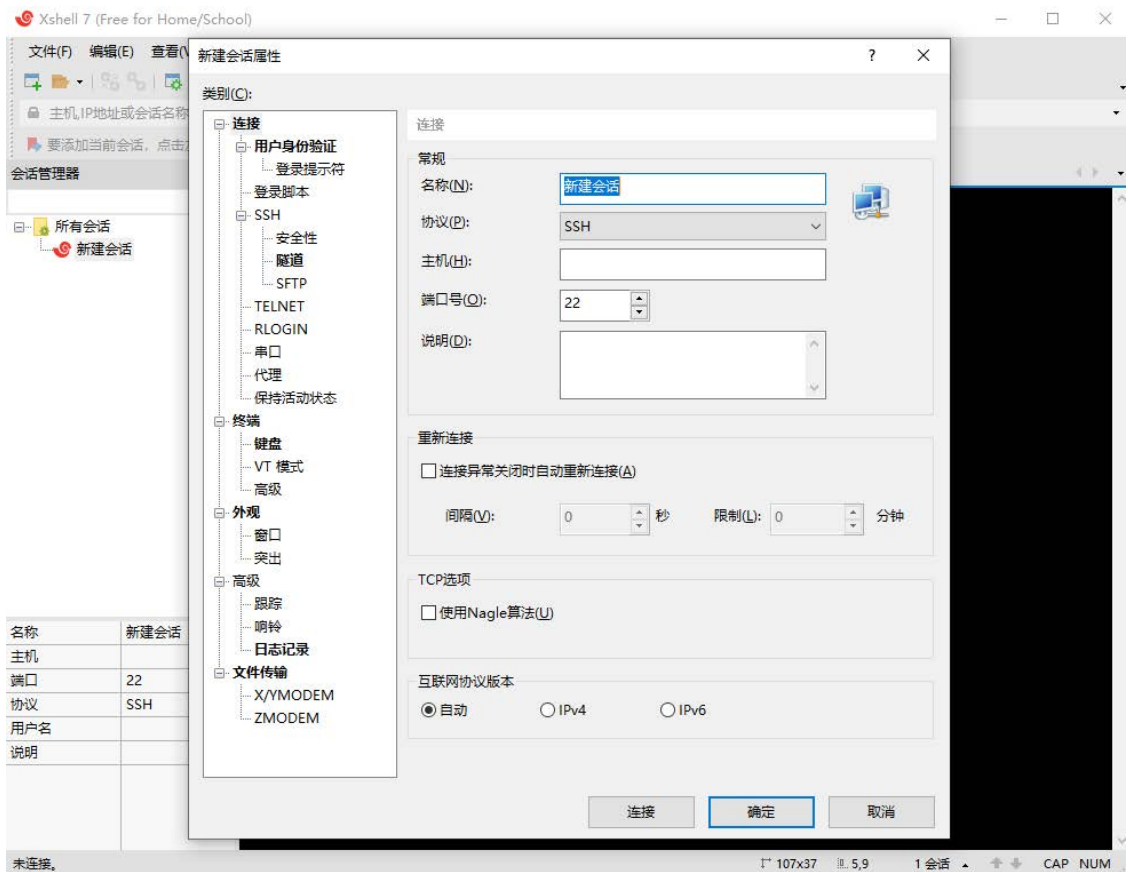 Xshell 7 (Free for Home/School)
文件(F) 编辑(E) 查看(V
新建会话属性
类别(C):
主机,IP地址或会话名称
要添加当前会话，点击
会话管理器
所有会话
新建会话
连接
用户身份验证
登录提示符
登录脚本
SSH
安全性
隧道
SFTP
TELNET
RLOGIN
串口
代理
保持活动状态
终端
键盘
VT 模式
高级
外观
窗口
突出
高级
跟踪
响铃
日志记录
文件传输
X/YMODEM
ZMODEM
连接
常规
名称(N): 新建会话
协议(P): SSH
主机(H):
端口号(O): 22
说明(D):
重新连接
连接异常关闭时自动重新连接(A)
间隔(V): 0 秒 限制(L): 0 分钟
TCP选项
使用Nagle算法(U)
互联网协议版本
自动 IPv4 IPv6
连接 确定 取消
名称 新建会话
主机
端口 22
协议 SSH
用户名
说明
未连接。 107x37 5,9 1 会话 CAP NUM